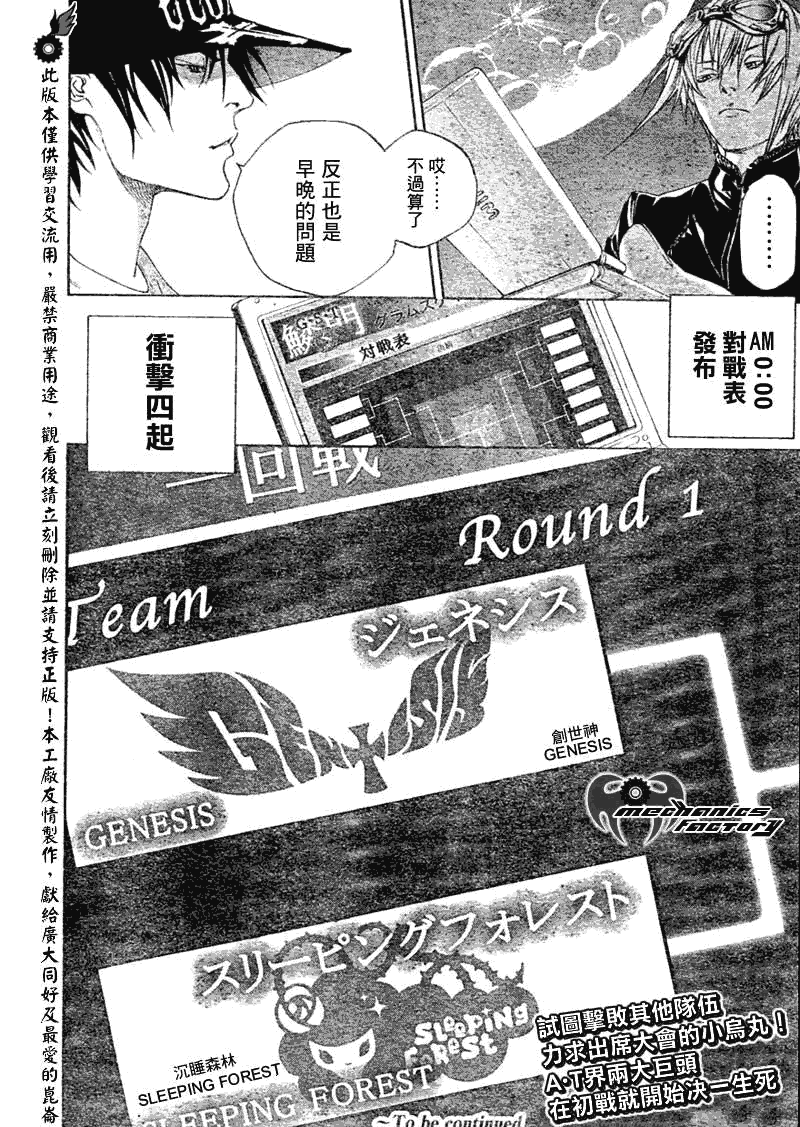 ………
哎……
不過算了
反正也是
早晚的問題
AM 0:00
對戰表
發布
G·S·T
対戦表
衝擊四起
一回戦
Round 1
Team
ジェネシス
GENESIS
創世神
GENESIS
GENESIS
mechanics
Factory
スリーピングフォレスト
Sleeping
Forest
沉睡森林
SLEEPING FOREST
SLEEPING FOREST
試圖擊敗其他隊伍
力求出席大會的小烏丸！
A·T界兩大巨頭
在初戰就開始決一生死
~To be continued
此版本僅供學習交流用，嚴禁商業用途，觀看後請立刻刪除並請支持正版！本工廠友情製作，獻給廣大同好及最愛的崑崙